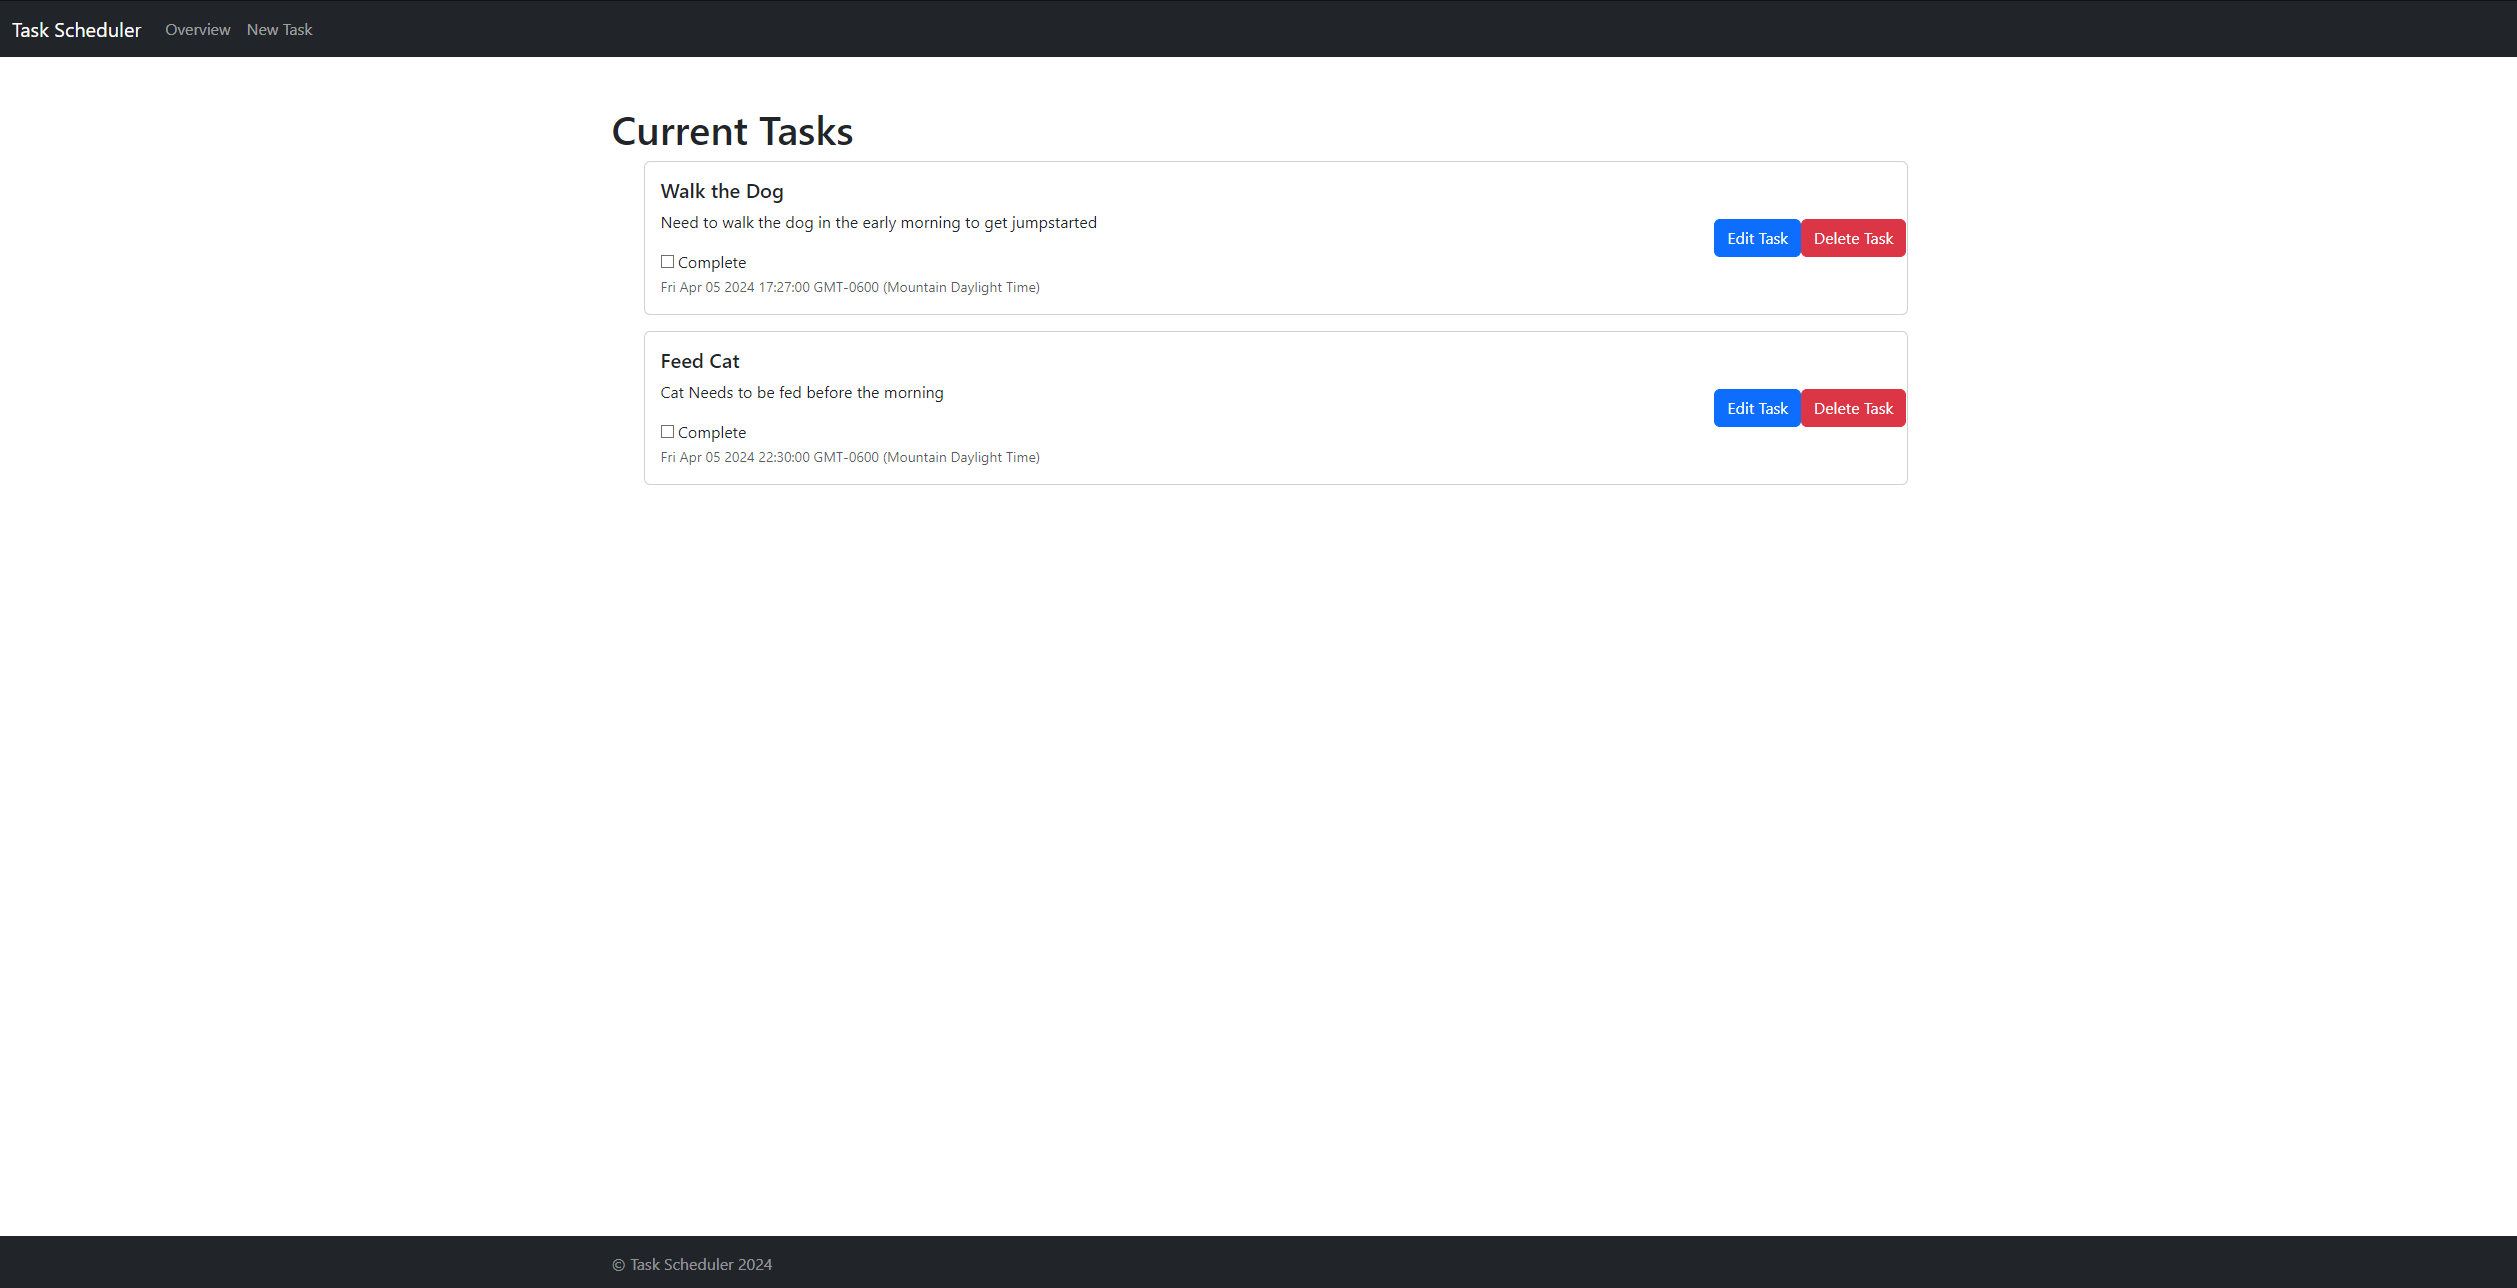 Task Scheduler Overview New Task
Current Tasks
Walk the Dog
Need to walk the dog in the early morning to get jumpstarted
Edit Task Delete Task
Complete
Fri Apr 05 2024 17:27:00 GMT-0600 (Mountain Daylight Time)
Feed Cat
Cat Needs to be fed before the morning
Edit Task Delete Task
Complete
Fri Apr 05 2024 22:30:00 GMT-0600 (Mountain Daylight Time)
© Task Scheduler 2024